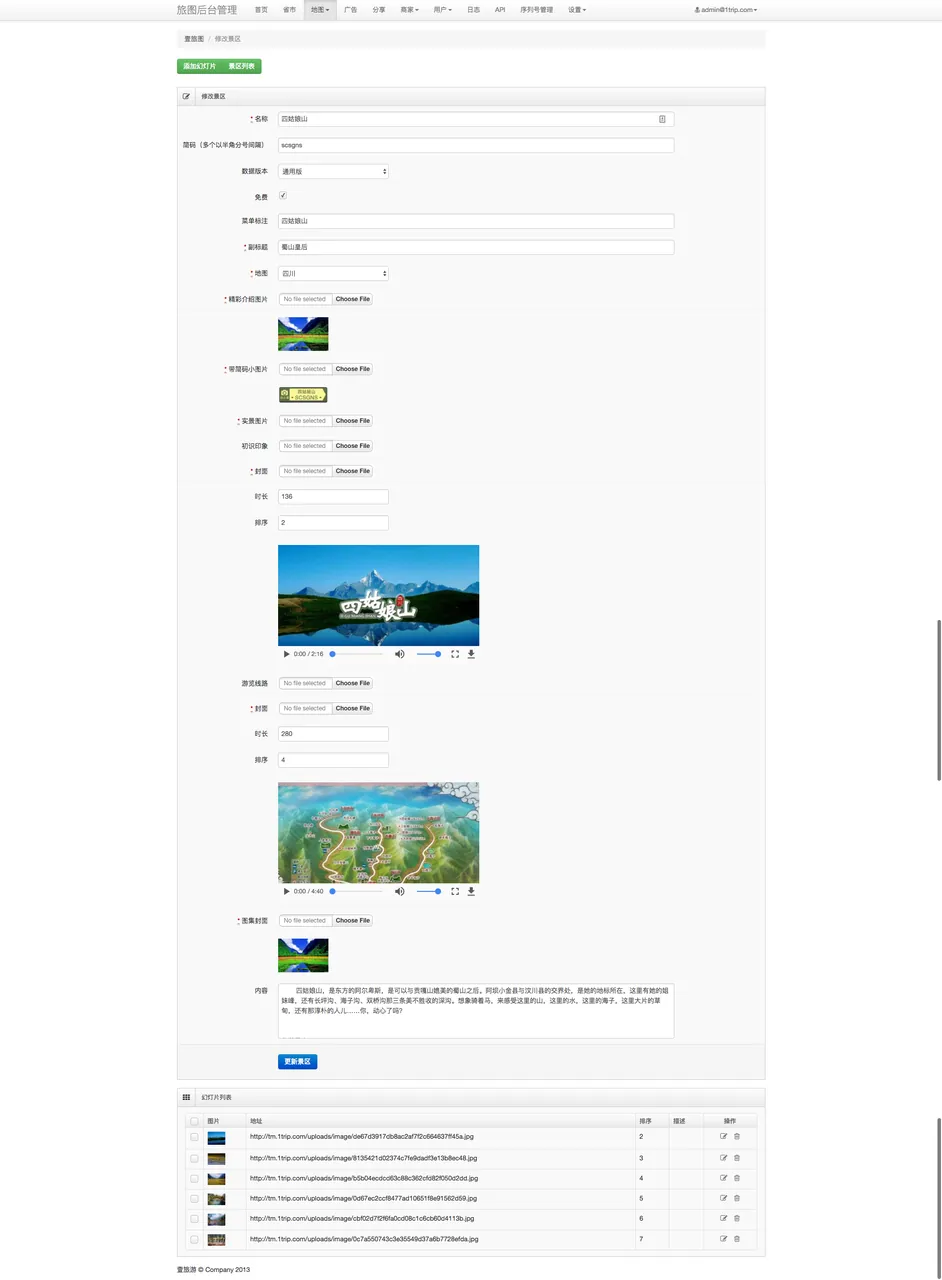 旅图后台管理 首页 省市 地图 广告 分享 商家 用户 日志 API 序列号管理 设置 admin@1trip.com
壹旅图 / 修改景区
添加幻灯片 景区列表
修改景区
* 名称 四姑娘山
简码（多个以半角分号间隔） scsgns
数据版本 通用版
免费
菜单标注 四姑娘山
* 副标题 蜀山皇后
* 地图 四川
* 精彩介绍图片 No file selected Choose File
* 带简码小图片 No file selected Choose File
四姑娘山
• SCSGNS •
* 实景图片 No file selected Choose File
初识印象 No file selected Choose File
* 封面 No file selected Choose File
时长 136
排序 2
四姑娘山
0:00 / 2:16
游览线路 No file selected Choose File
* 封面 No file selected Choose File
时长 280
排序 4
0:00 / 4:40
* 图集封面 No file selected Choose File
内容 四姑娘山，是东方的阿尔卑斯，是可以与贡嘎山媲美的蜀山之后。阿坝小金县与汶川县的交界处，是她的地标所在，这里有她的姐
妹峰，还有长坪沟、海子沟、双桥沟那三条美不胜收的深沟。想象骑着马，来感受这里的山，这里的水，这里的海子，这里大片的草
甸，还有那淳朴的人儿……你，动心了吗？
更新景区
幻灯片列表
图片 地址 排序 描述 操作
http://tm.1trip.com/uploads/image/de67d3917cb8ac2af7f2c664637ff45a.jpg 2
http://tm.1trip.com/uploads/image/8135421d02374c7fe9dadf3e13b8ec48.jpg 3
http://tm.1trip.com/uploads/image/b5b04ecdcd63c88c362cfd82f050d2dd.jpg 4
http://tm.1trip.com/uploads/image/0d67ec2ccf8477ad10651f8e91562d59.jpg 5
http://tm.1trip.com/uploads/image/cbf02d7f2f6fa0cd08c1c6cb60d4113b.jpg 6
http://tm.1trip.com/uploads/image/0c7a550743c3e35549d37a6b7728efda.jpg 7
壹旅游 © Company 2013